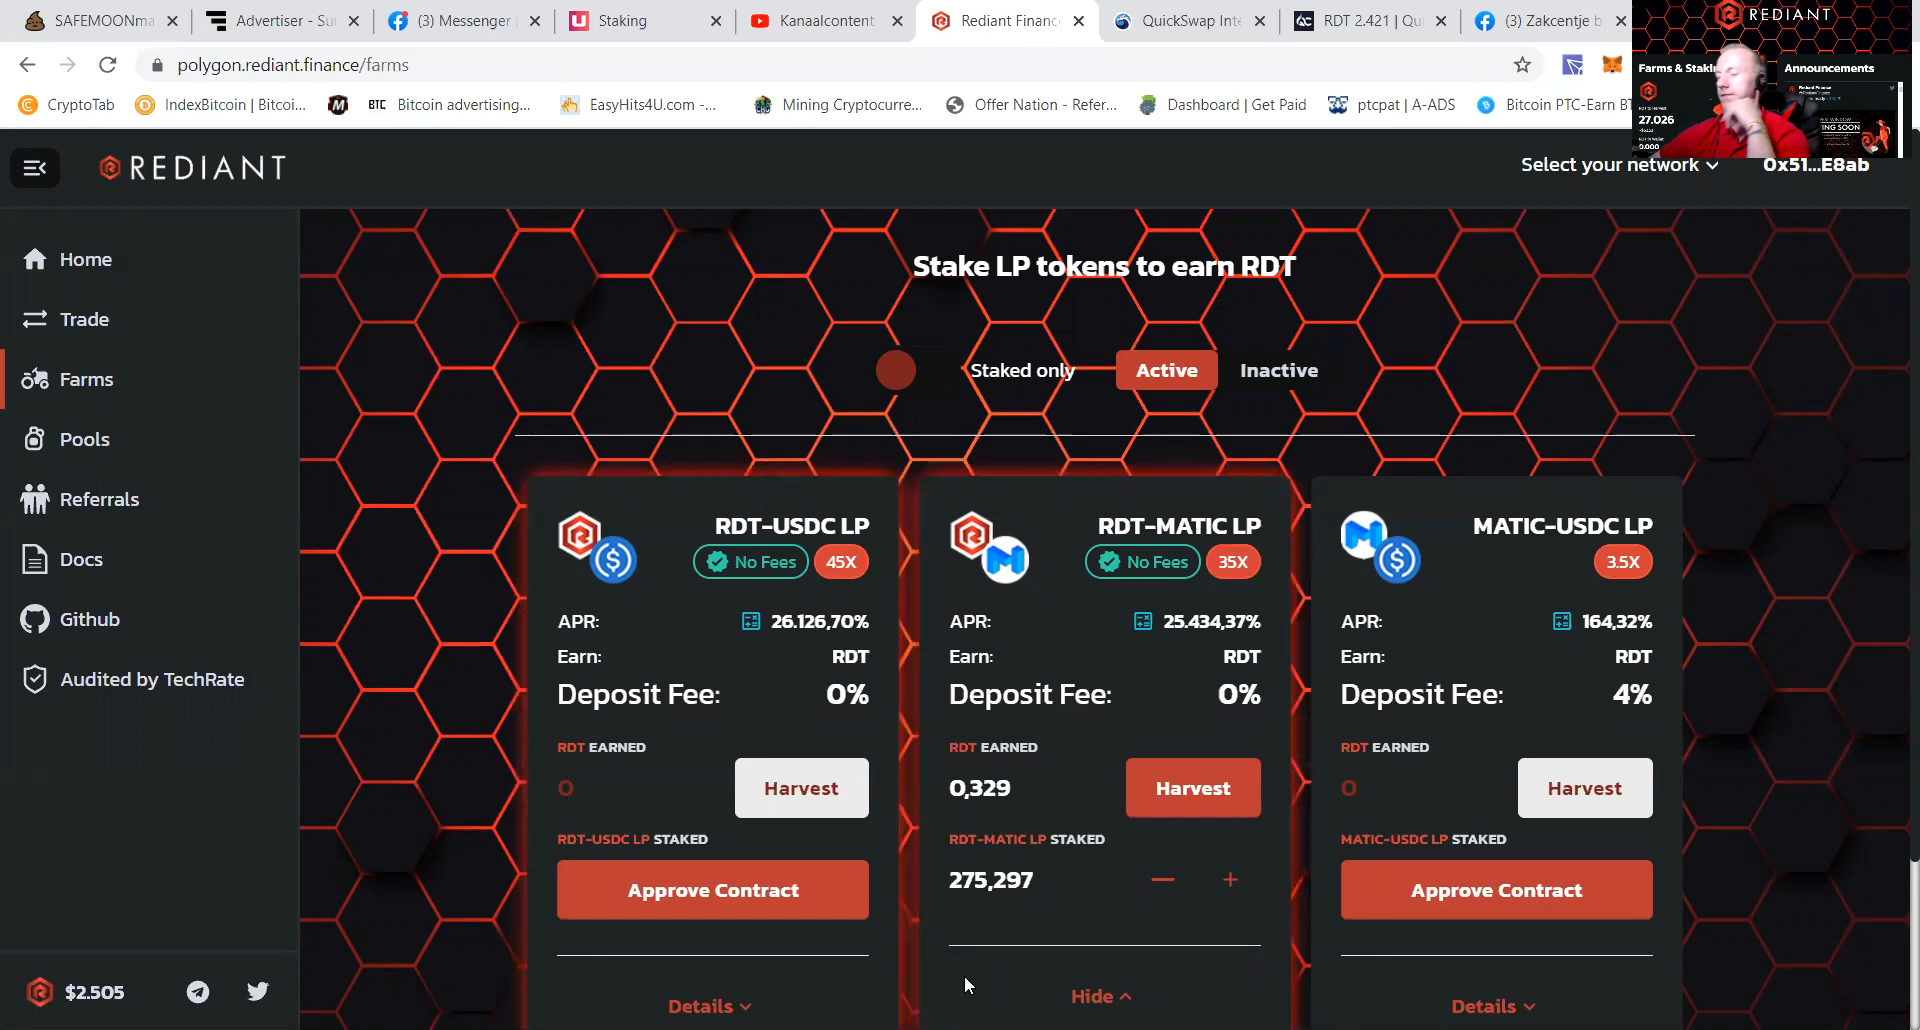 SAFEMOONma
Advertiser - Su
(3) Messenger
Staking
Kanaalcontent
Rediant Financ
QuickSwap Inte
RDT 2.421 | Qu
(3) Zakcentje b
polygon.rediant.finance/farms
CryptoTab
IndexBitcoin | Bitcoi...
BTC Bitcoin advertising...
EasyHits4U.com -...
Mining Cryptocurre...
Offer Nation - Refer...
Dashboard | Get Paid
ptcpat | A-ADS
Bitcoin PTC-Earn BT
REDIANT
Farms & Staki
Announcements
Rediant Finance
27.026
0.000
ING SOON
REDIANT
Select your network
0x51...E8ab
Home
Trade
Farms
Pools
Referrals
Docs
Github
Audited by TechRate
$2.505
Stake LP tokens to earn RDT
Staked only
Active
Inactive
RDT-USDC LP
No Fees 45X
APR: 26.126,70%
Earn: RDT
Deposit Fee: 0%
RDT EARNED
0 Harvest
RDT-USDC LP STAKED
Approve Contract
Details
RDT-MATIC LP
No Fees 35X
APR: 25.434,37%
Earn: RDT
Deposit Fee: 0%
RDT EARNED
0,329 Harvest
RDT-MATIC LP STAKED
275,297 — +
Hide
MATIC-USDC LP
3.5X
APR: 164,32%
Earn: RDT
Deposit Fee: 4%
RDT EARNED
0 Harvest
MATIC-USDC LP STAKED
Approve Contract
Details